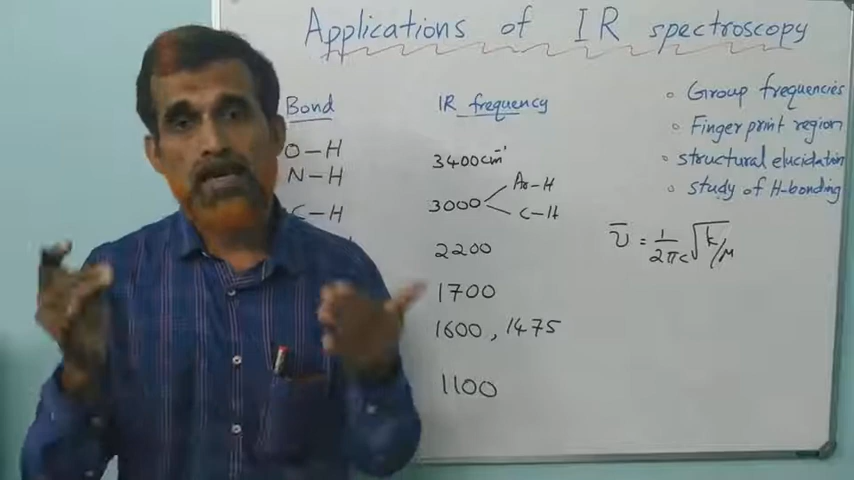 Applications of IR spectroscopy
Bond
O-H
N-H
C-H
IR frequency
3400cm⁻¹
3000 Ar-H
C-H
2200
1700
1600, 1475
1100
◦ Group frequencies
◦ Finger print region
◦ structural elucidation
◦ study of H-bonding
ῡ = 1/2πc √k/μ